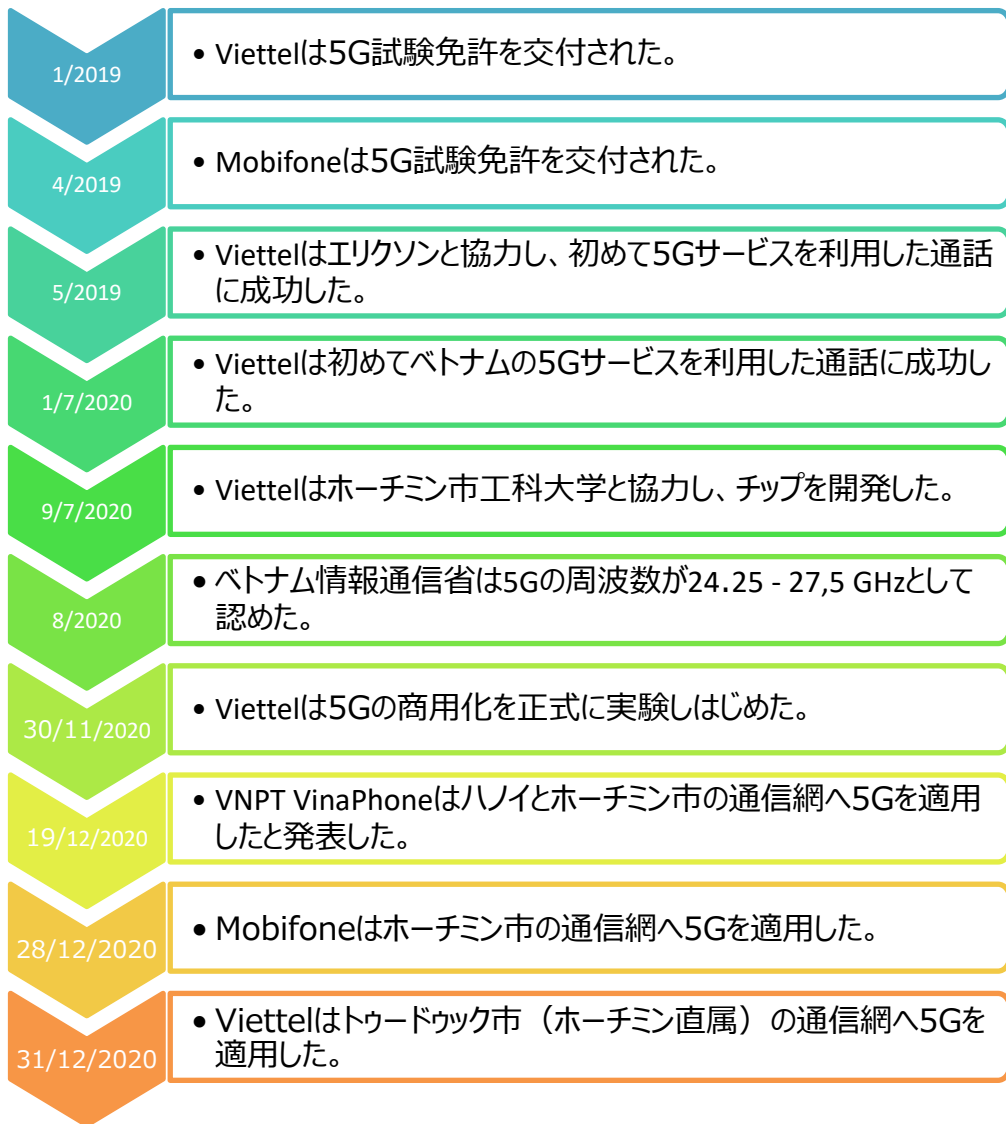 1/2019
• Viettelは5G試験免許を交付された。
4/2019
• Mobifoneは5G試験免許を交付された。
5/2019
• Viettelはエリクソンと協力し、初めて5Gサービスを利用した通話
に成功した。
1/7/2020
• Viettelは初めてベトナムの5Gサービスを利用した通話に成功し
た。
9/7/2020
• Viettelはホーチミン市工科大学と協力し、チップを開発した。
8/2020
• ベトナム情報通信省は5Gの周波数が24.25 - 27,5 GHzとして
認めた。
30/11/2020
• Viettelは5Gの商用化を正式に実験しはじめた。
19/12/2020
• VNPT VinaPhoneはハノイとホーチミン市の通信網へ5Gを適用
したと発表した。
28/12/2020
• Mobifoneはホーチミン市の通信網へ5Gを適用した。
31/12/2020
• Viettelはトゥードゥック市（ホーチミン直属）の通信網へ5Gを
適用した。